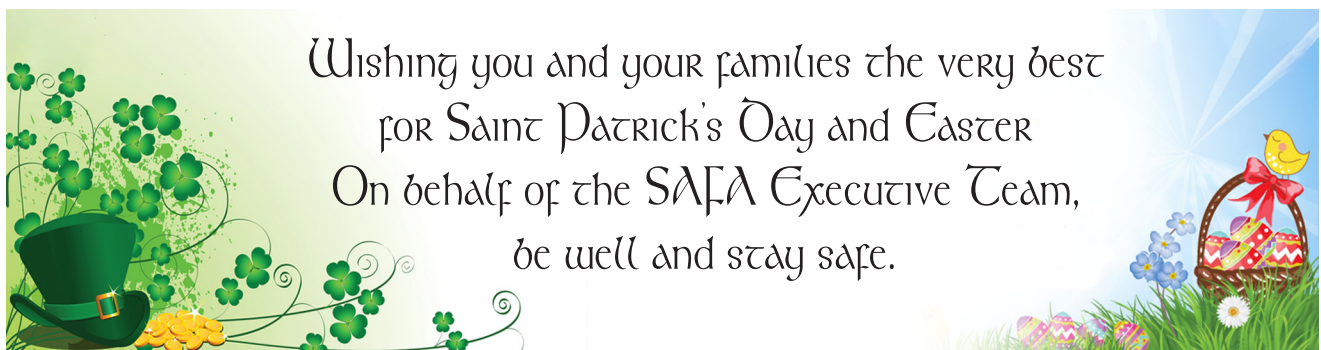 Wishing you and your families the very best
for Saint Patrick's Day and Easter
On behalf of the SAFA Executive Team,
be well and stay safe.